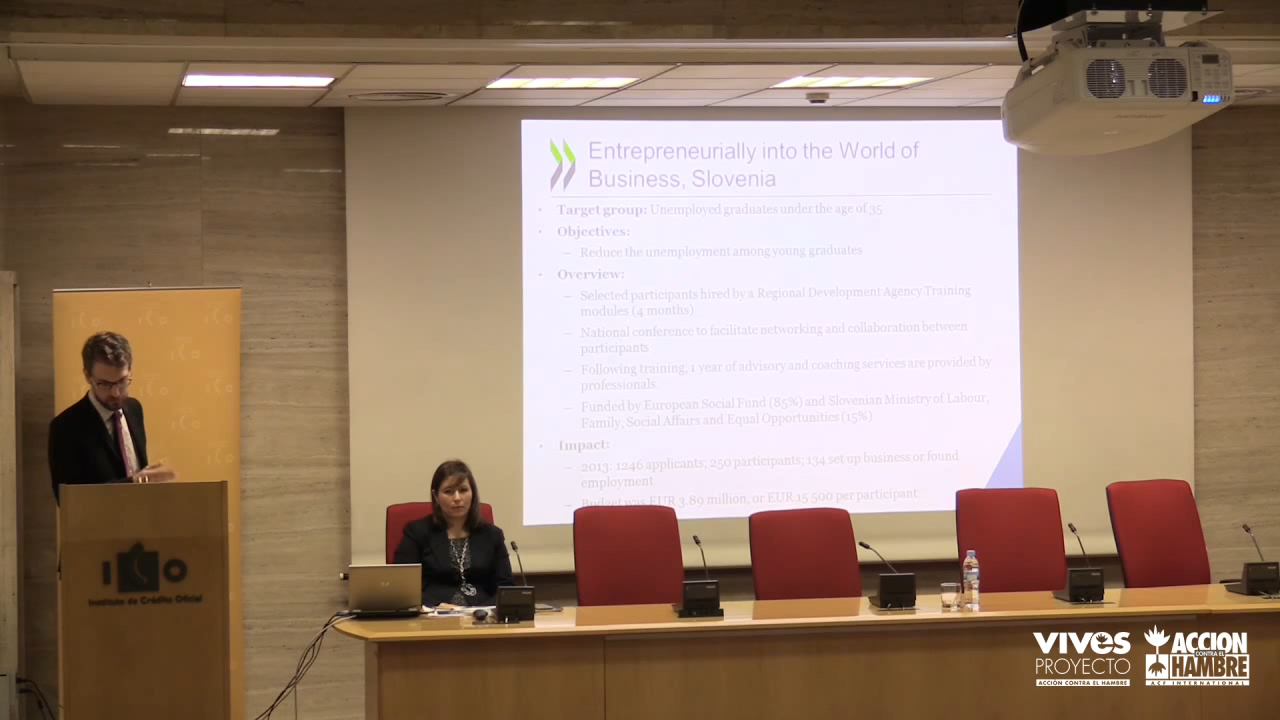 Entrepreneurially into the World of
Business, Slovenia
• Target group: Unemployed graduates under the age of 35
• Objectives:
– Reduce the unemployment among young graduates
• Overview:
– Selected participants hired by a Regional Development Agency Training
modules (4 months)
– National conference to facilitate networking and collaboration between
participants
– Following training, 1 year of advisory and coaching services are provided by
professionals.
– Funded by European Social Fund (85%) and Slovenian Ministry of Labour,
Family, Social Affairs and Equal Opportunities (15%)
• Impact:
– 2013: 1246 applicants; 250 participants; 134 set up business or found
employment
– Budget was EUR 3.89 million, or EUR 15 500 per participant
ICO
Instituto de Crédito Oficial
VIVES
PROYECTO
ACCIÓN CONTRA EL HAMBRE
ACCION
CONTRA EL
HAMBRE
ACF INTERNATIONAL